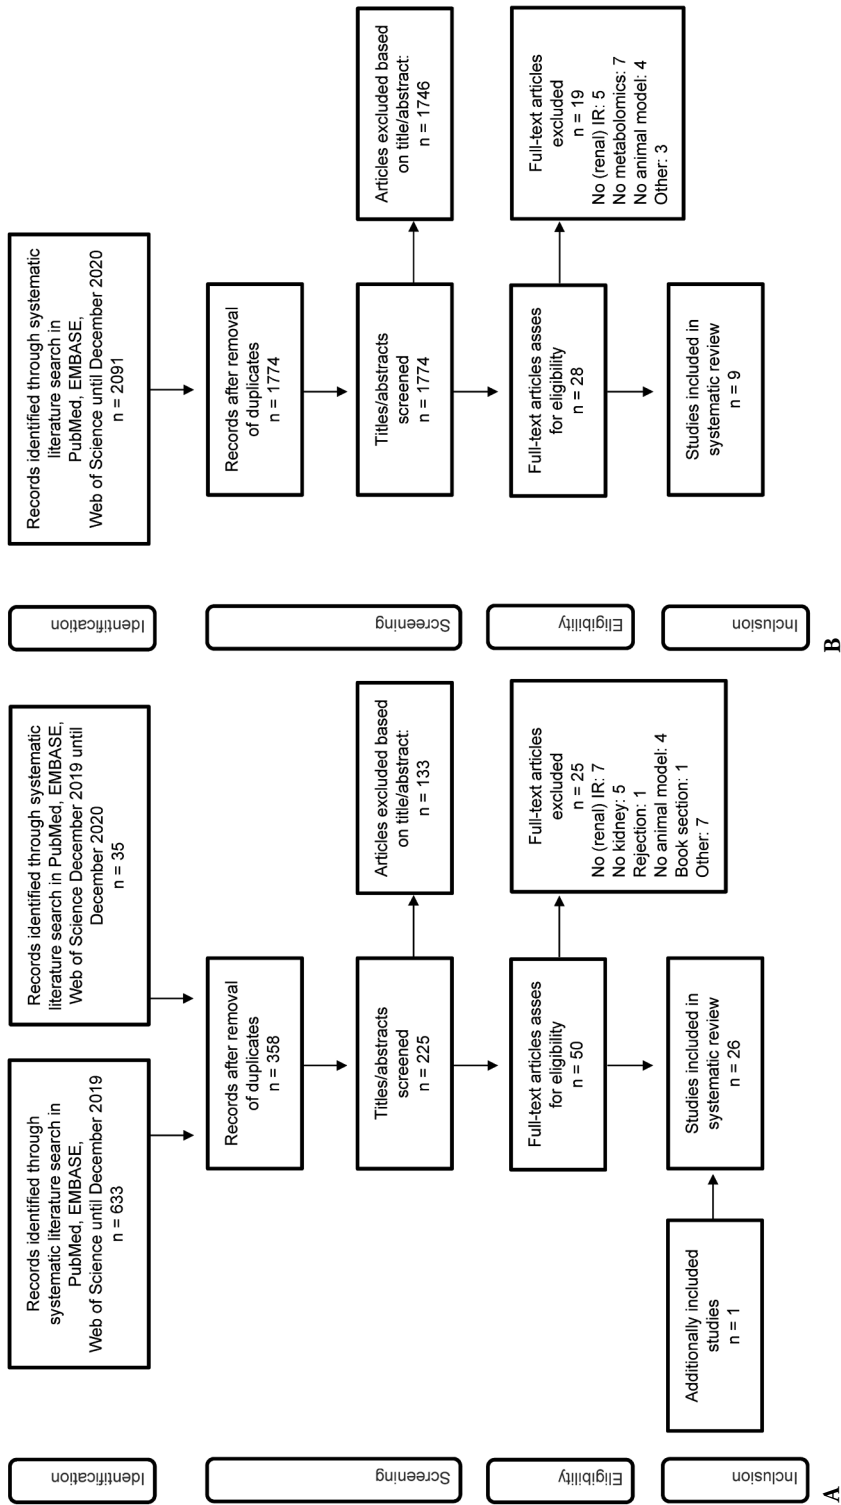 Identification
Records identified through
systematic literature search in
PubMed, EMBASE,
Web of Science until December 2019
n = 633
Records identified through systematic
literature search in PubMed, EMBASE,
Web of Science December 2019 until
December 2020
n = 35
Screening
Records after removal
of duplicates
n = 358
Titles/abstracts
screened
n = 225
Articles excluded based
on title/abstract:
n = 133
Eligibility
Full-text articles asses
for eligibility
n = 50
Full-text articles
excluded
n = 25
No (renal) IR: 7
No kidney: 5
Rejection: 1
No animal model: 4
Book section: 1
Other: 7
Inclusion
Additionally included
studies
n = 1
Studies included in
systematic review
n = 26
A
Identification
Records identified through systematic
literature search in
PubMed, EMBASE,
Web of Science until December 2020
n = 2091
Screening
Records after removal
of duplicates
n = 1774
Titles/abstracts
screened
n = 1774
Articles excluded based
on title/abstract:
n = 1746
Eligibility
Full-text articles asses
for eligibility
n = 28
Full-text articles
excluded
n = 19
No (renal) IR: 5
No metabolomics: 7
No animal model: 4
Other: 3
Inclusion
Studies included in
systematic review
n = 9
B